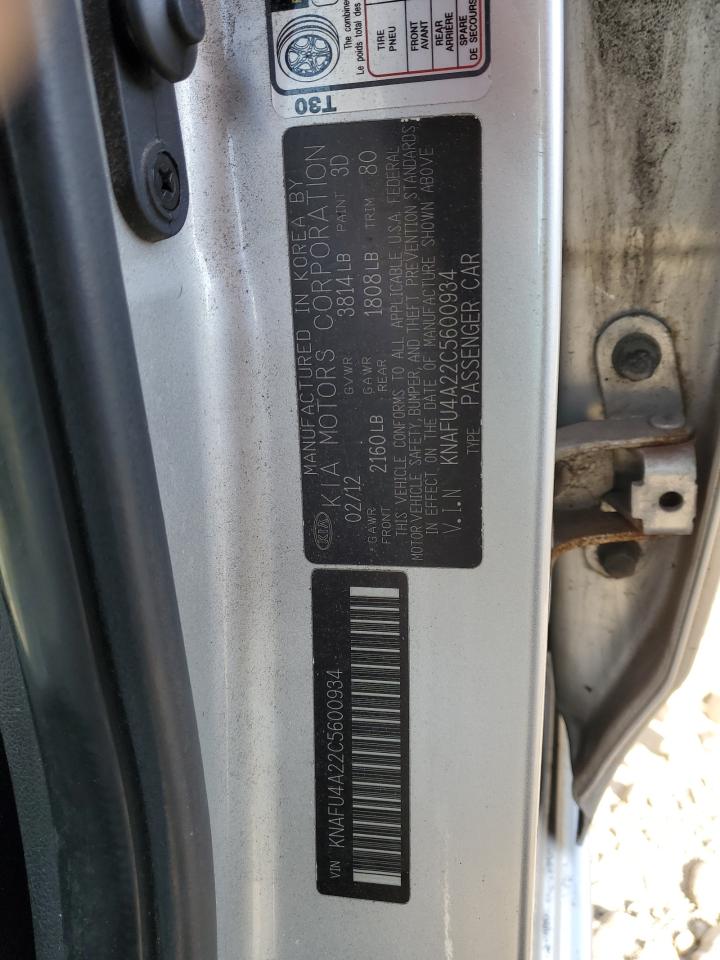 T30
The combine
Le poids total des
TIRE
PNEU
FRONT
AVANT
REAR
ARRIÈRE
SPARE
DE SECOURS
MANUFACTURED IN KOREA BY
KIA KIA MOTORS CORPORATION
02/12 GVWR 3814LB PAINT 3D
GAWR FRONT 2160LB GAWR REAR 1808LB TRIM 80
THIS VEHICLE CONFORMS TO ALL APPLICABLE U.S.A. FEDERAL
MOTOR VEHICLE SAFETY, BUMPER, AND THEFT PREVENTION STANDARDS
IN EFFECT ON THE DATE OF MANUFACTURE SHOWN ABOVE
V.I.N KNAFU4A22C5600934
TYPE PASSENGER CAR
VIN KNAFU4A22C5600934